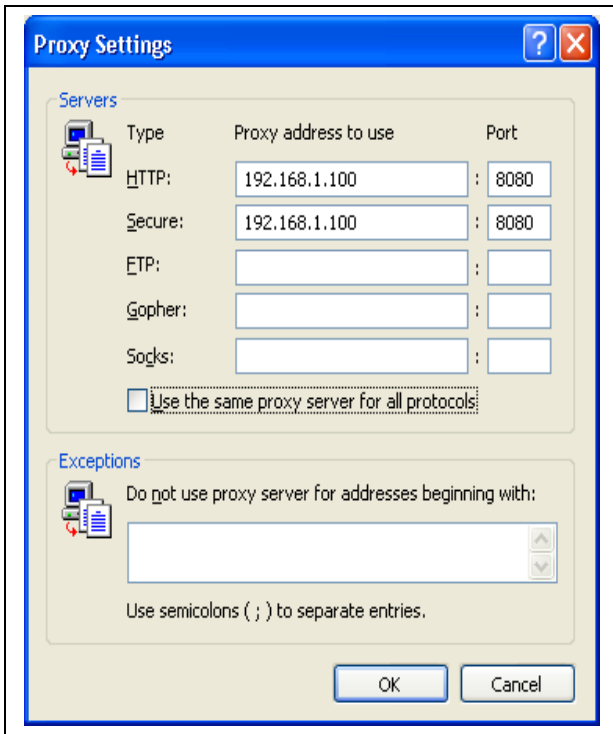 Proxy Settings
Servers
Type Proxy address to use Port
HTTP: 192.168.1.100 : 8080
Secure: 192.168.1.100 : 8080
FTP: :
Gopher: :
Socks: :
Use the same proxy server for all protocols
Exceptions
Do not use proxy server for addresses beginning with:
Use semicolons ( ; ) to separate entries.
OK Cancel